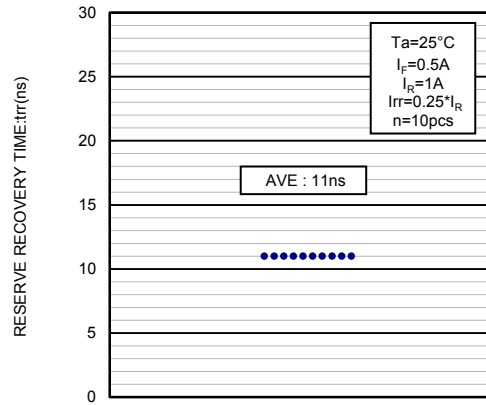 RESERVE RECOVERY TIME:trr(ns)
30
25
20
15
10
5
0
Ta=25°C
I_F=0.5A
I_R=1A
Irr=0.25*I_R
n=10pcs
AVE : 11ns